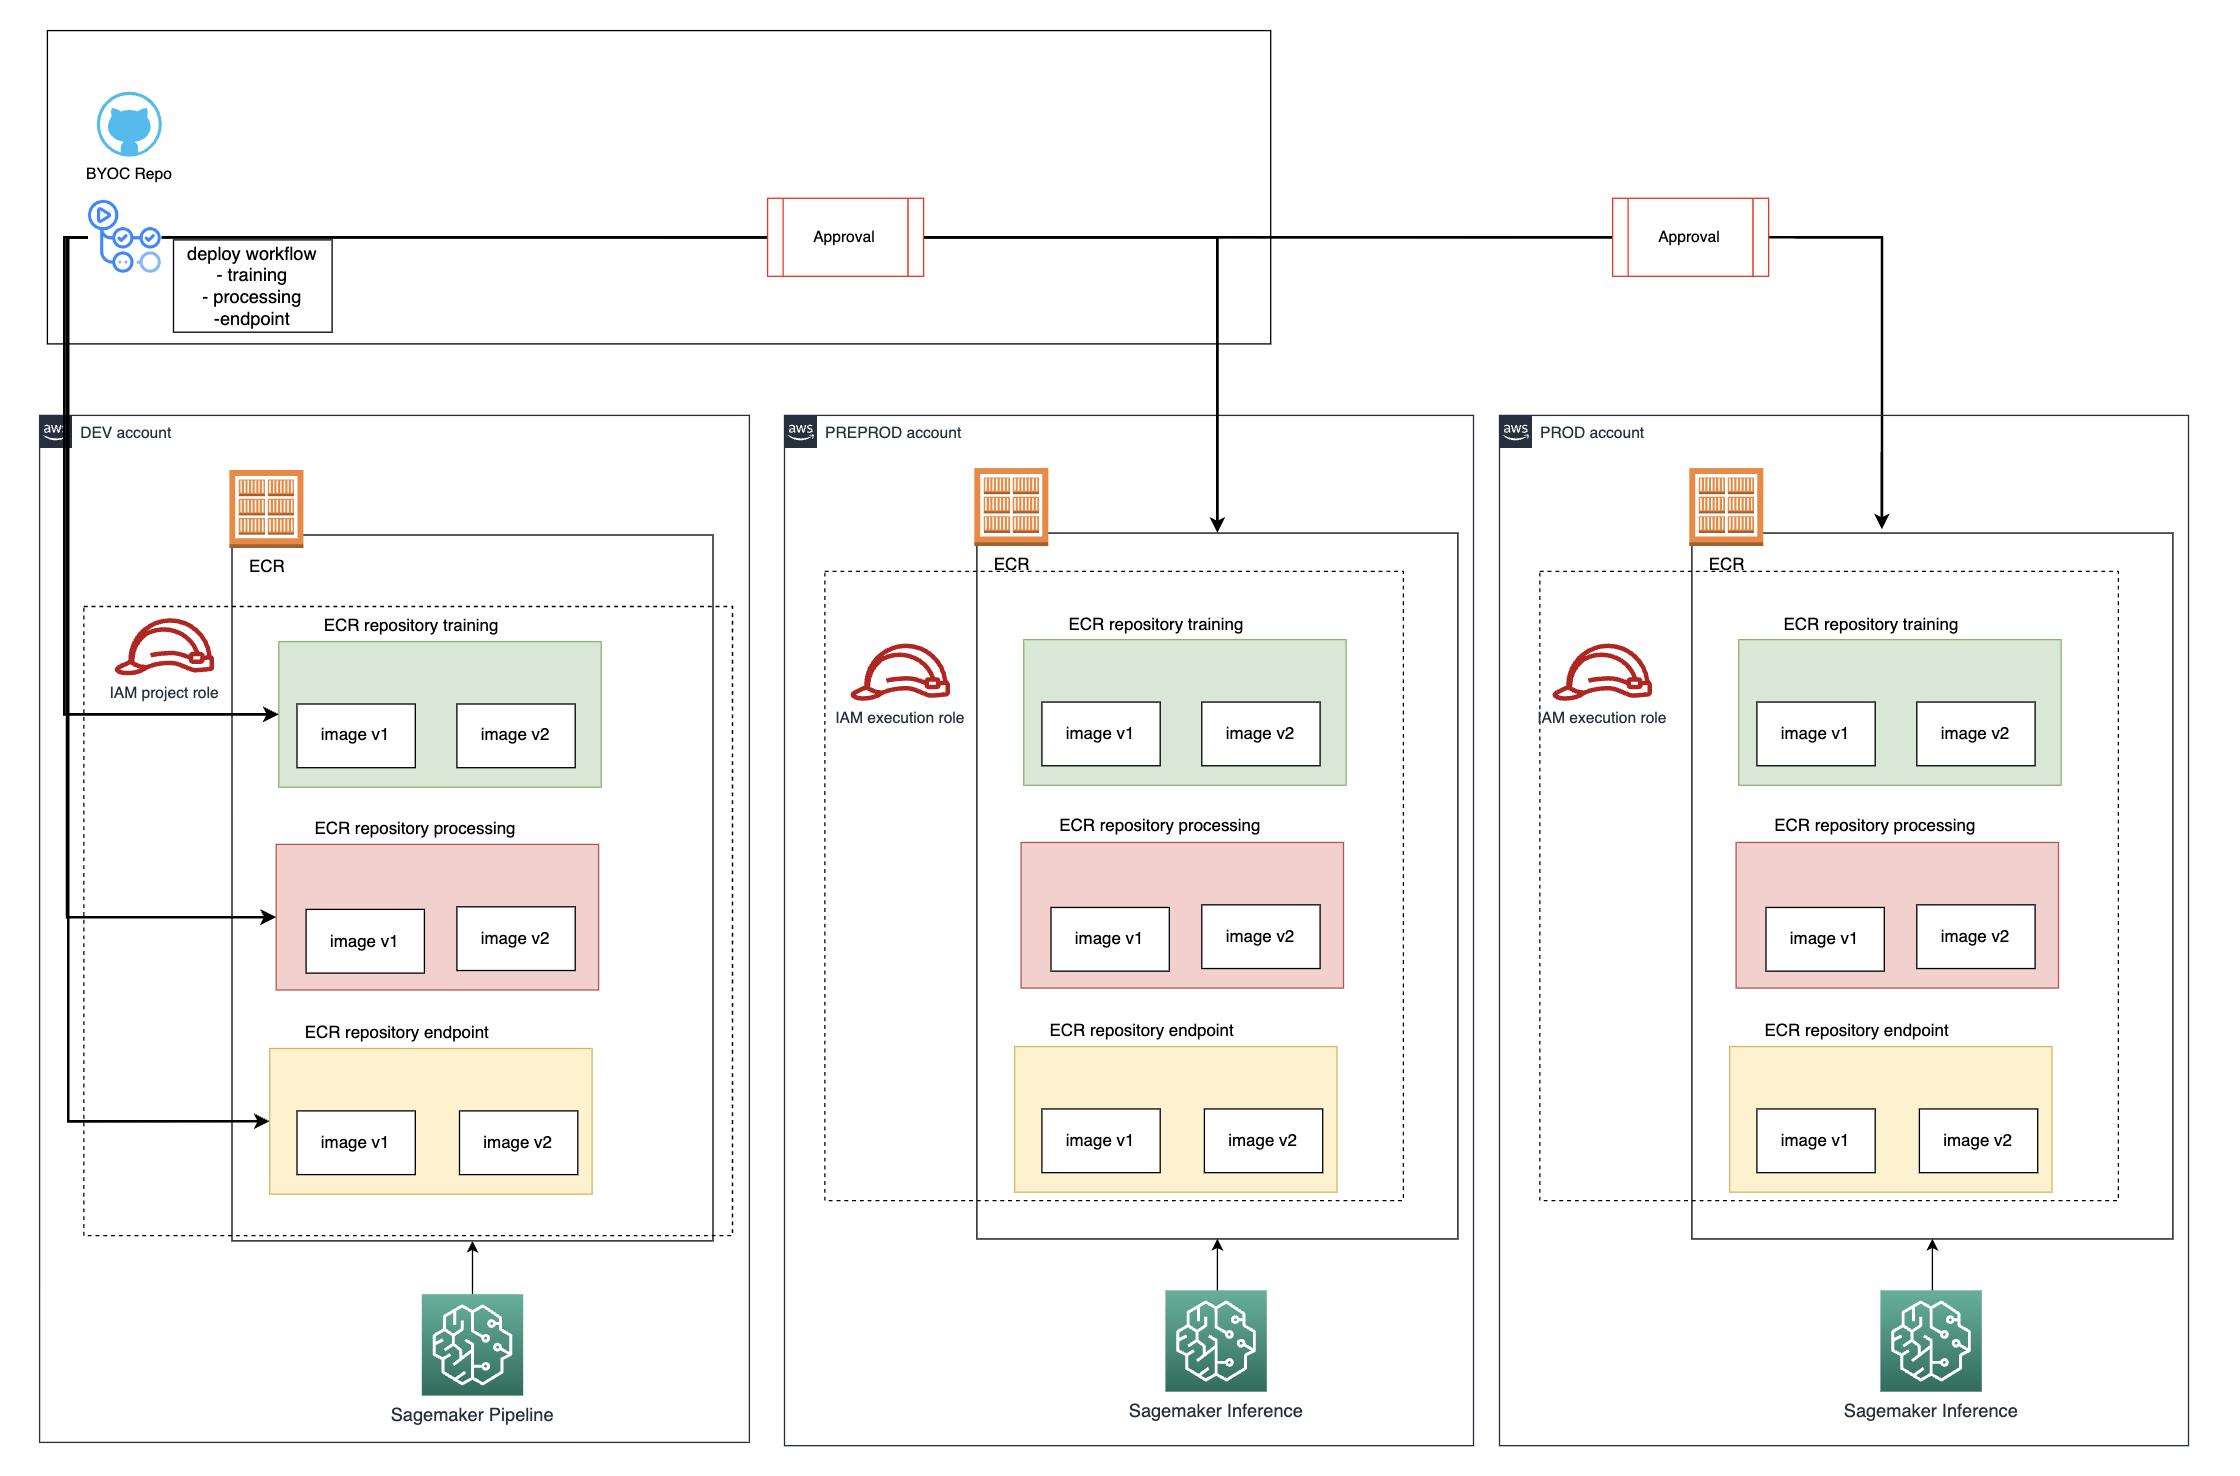 BYOC Repo
deploy workflow
- training
- processing
-endpoint
Approval
Approval
aws
DEV account
ECR
IAM project role
ECR repository training
image v1
image v2
ECR repository processing
image v1
image v2
ECR repository endpoint
image v1
image v2
Sagemaker Pipeline
aws
PREPROD account
ECR
IAM execution role
ECR repository training
image v1
image v2
ECR repository processing
image v1
image v2
ECR repository endpoint
image v1
image v2
Sagemaker Inference
aws
PROD account
ECR
IAM execution role
ECR repository training
image v1
image v2
ECR repository processing
image v1
image v2
ECR repository endpoint
image v1
image v2
Sagemaker Inference